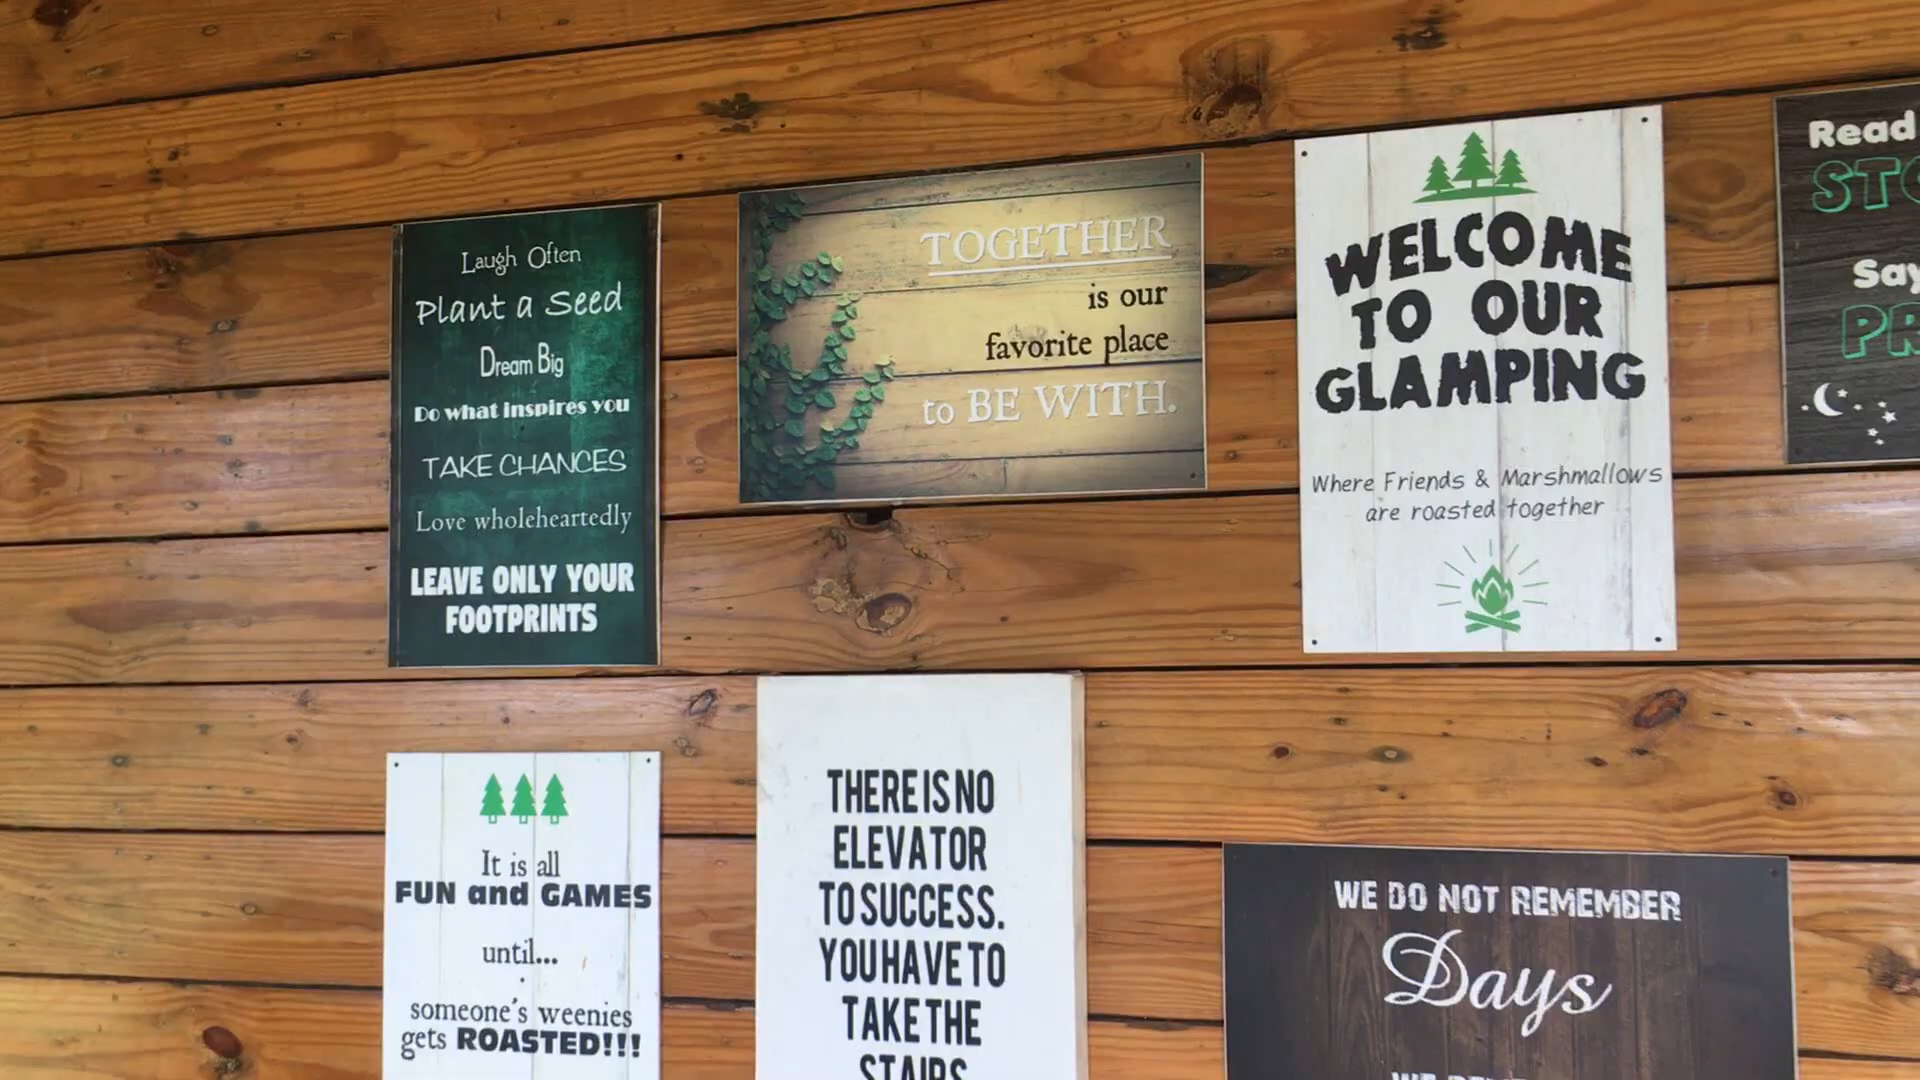 Laugh Often
Plant a Seed
Dream Big
Do what inspires you
TAKE CHANCES
Love wholeheartedly
LEAVE ONLY YOUR
FOOTPRINTS
TOGETHER
is our
favorite place
to BE WITH.
WELCOME
TO OUR
GLAMPING
Where Friends & Marshmallows
are roasted together
Read
Say
It is all
FUN and GAMES
until...
someone's weenies
gets ROASTED!!!
THERE IS NO
ELEVATOR
TO SUCCESS.
YOU HAVE TO
TAKE THE
STAIRS
WE DO NOT REMEMBER
Days